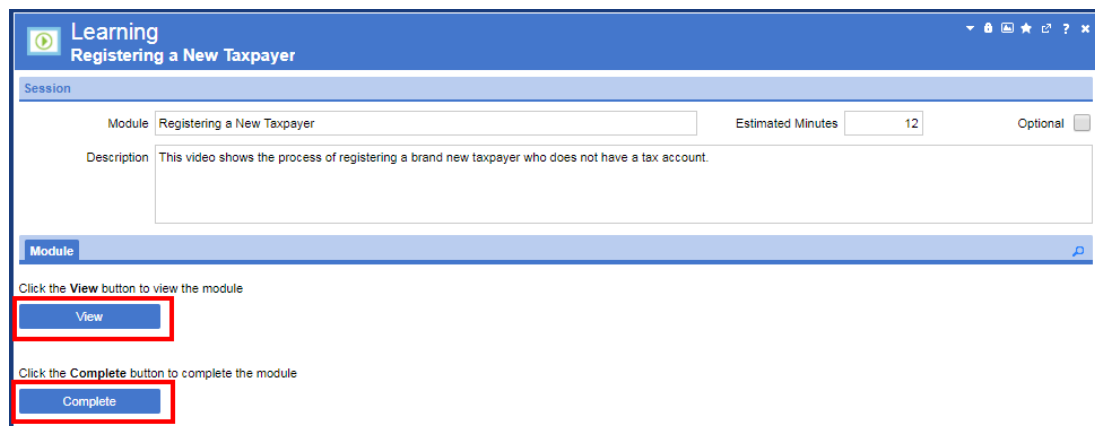 Learning
Registering a New Taxpayer
Session
Module Registering a New Taxpayer Estimated Minutes 12 Optional
Description This video shows the process of registering a brand new taxpayer who does not have a tax account.
Module
Click the View button to view the module
View
Click the Complete button to complete the module
Complete